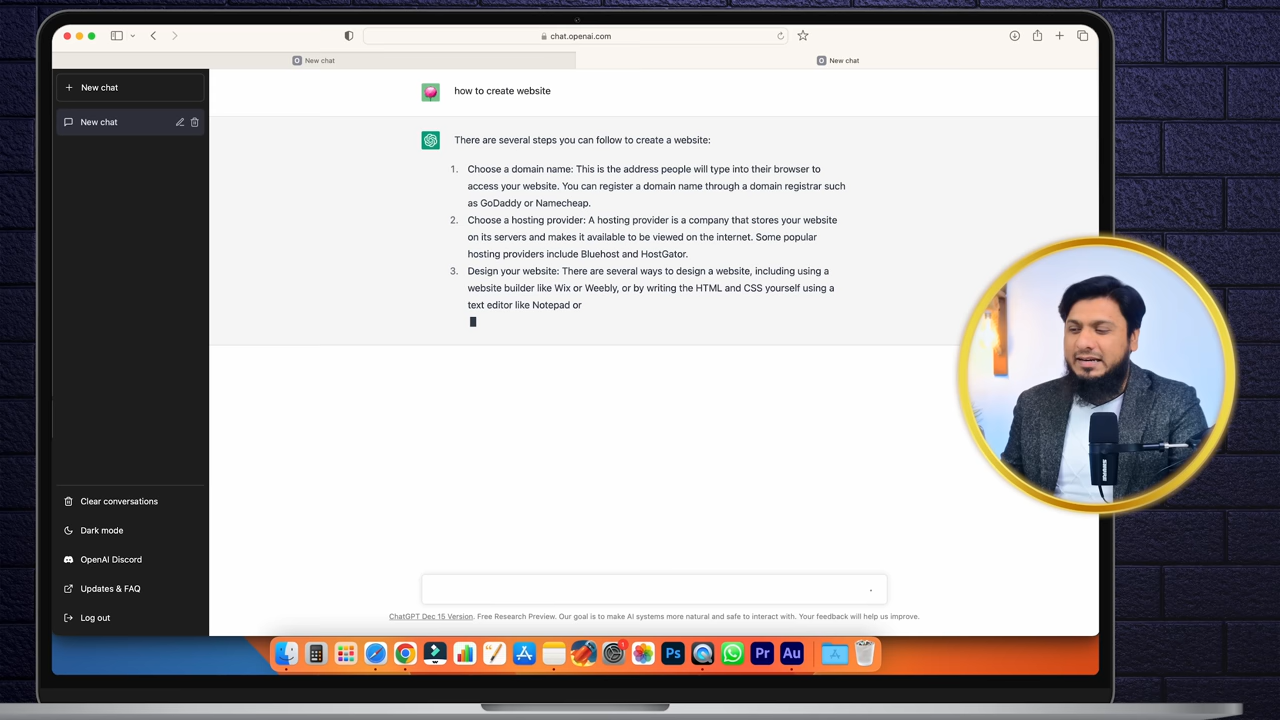 chat.openai.com
New chat
New chat
New chat
New chat
how to create website
There are several steps you can follow to create a website:
1. Choose a domain name: This is the address people will type into their browser to
access your website. You can register a domain name through a domain registrar such
as GoDaddy or Namecheap.
2. Choose a hosting provider: A hosting provider is a company that stores your website
on its servers and makes it available to be viewed on the internet. Some popular
hosting providers include Bluehost and HostGator.
3. Design your website: There are several ways to design a website, including using a
website builder like Wix or Weebly, or by writing the HTML and CSS yourself using a
text editor like Notepad or
Clear conversations
Dark mode
OpenAI Discord
Updates & FAQ
Log out
ChatGPT Dec 15 Version. Free Research Preview. Our goal is to make AI systems more natural and safe to interact with. Your feedback will help us improve.
Ps
Pr
Au
SHURE